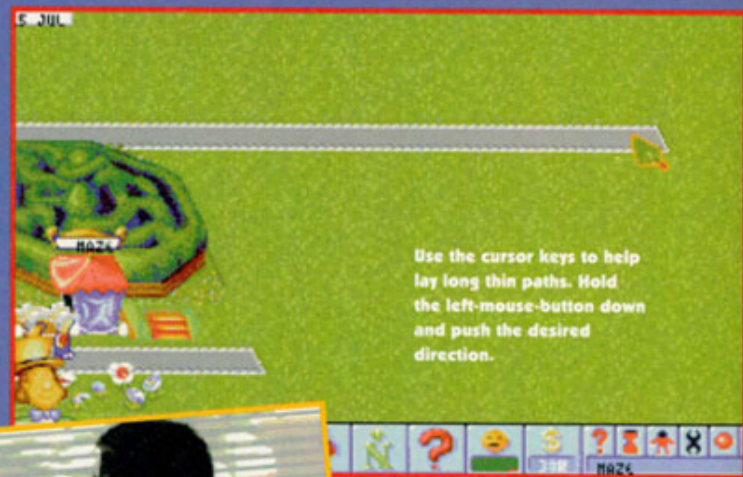 5 JUL
MAZE
Use the cursor keys to help
lay long thin paths. Hold
the left-mouse-button down
and push the desired
direction.
N
?
$
?
MAZE